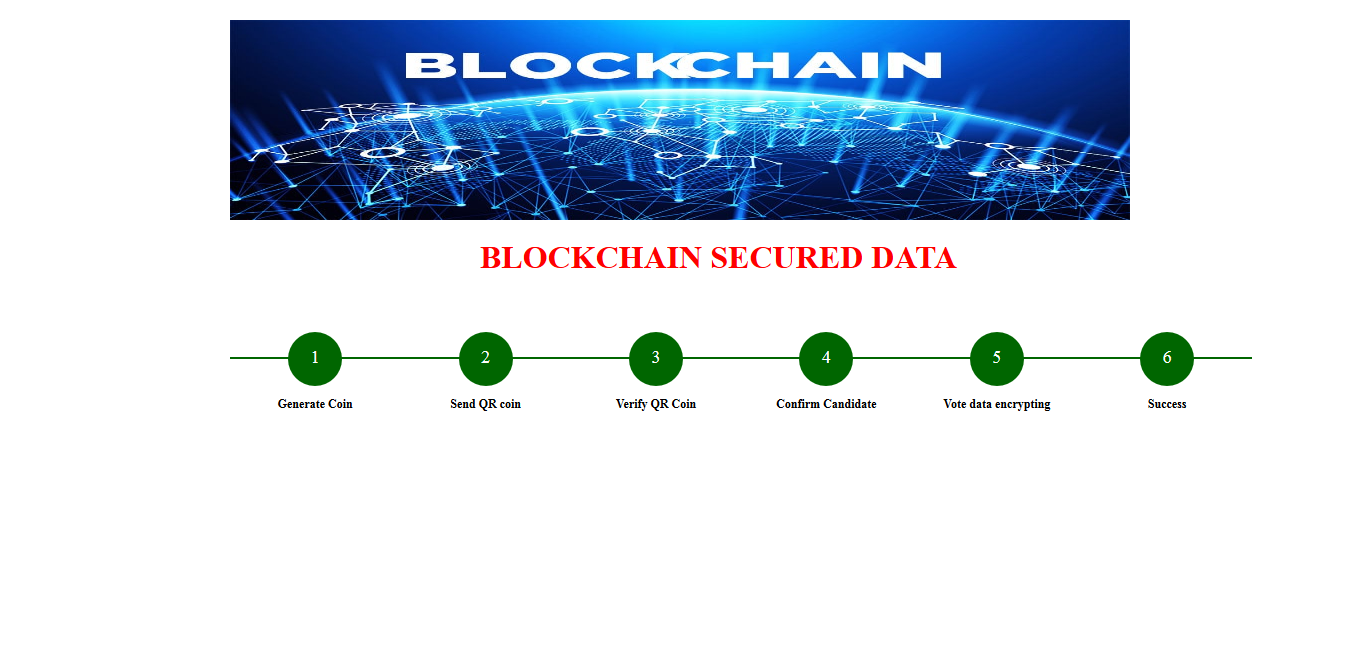 BLOCKCHAIN
BLOCKCHAIN SECURED DATA
1 2 3 4 5 6
Generate Coin Send QR coin Verify QR Coin Confirm Candidate Vote data encrypting Success